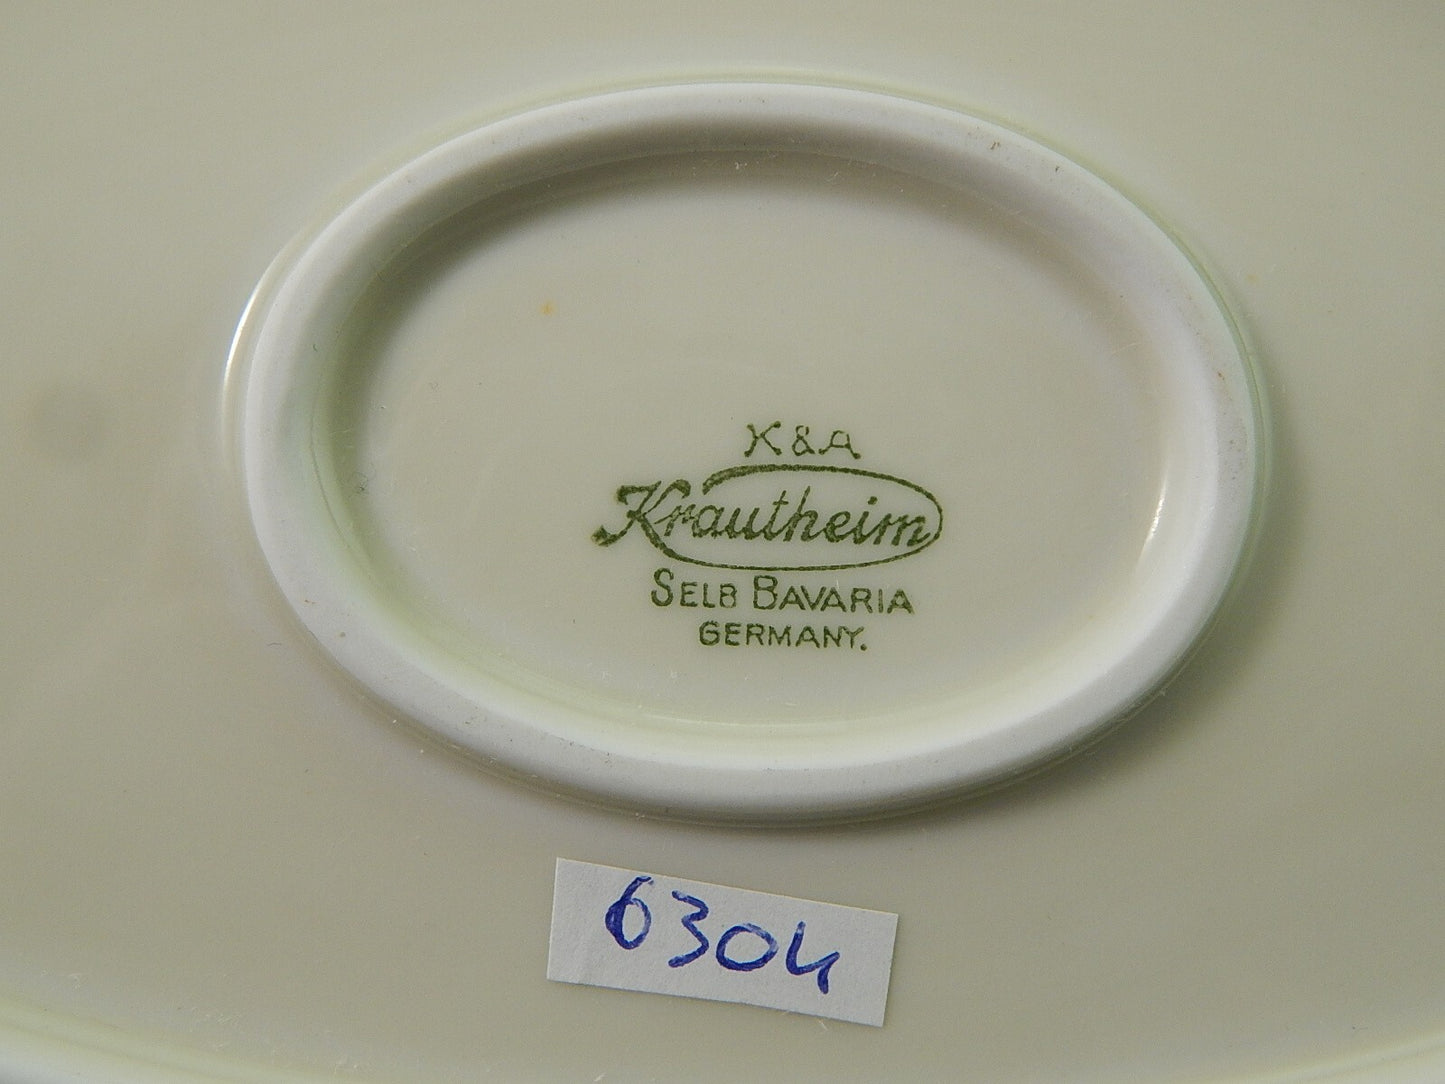 K & A
Krautheim
SELB BAVARIA
GERMANY.
6304